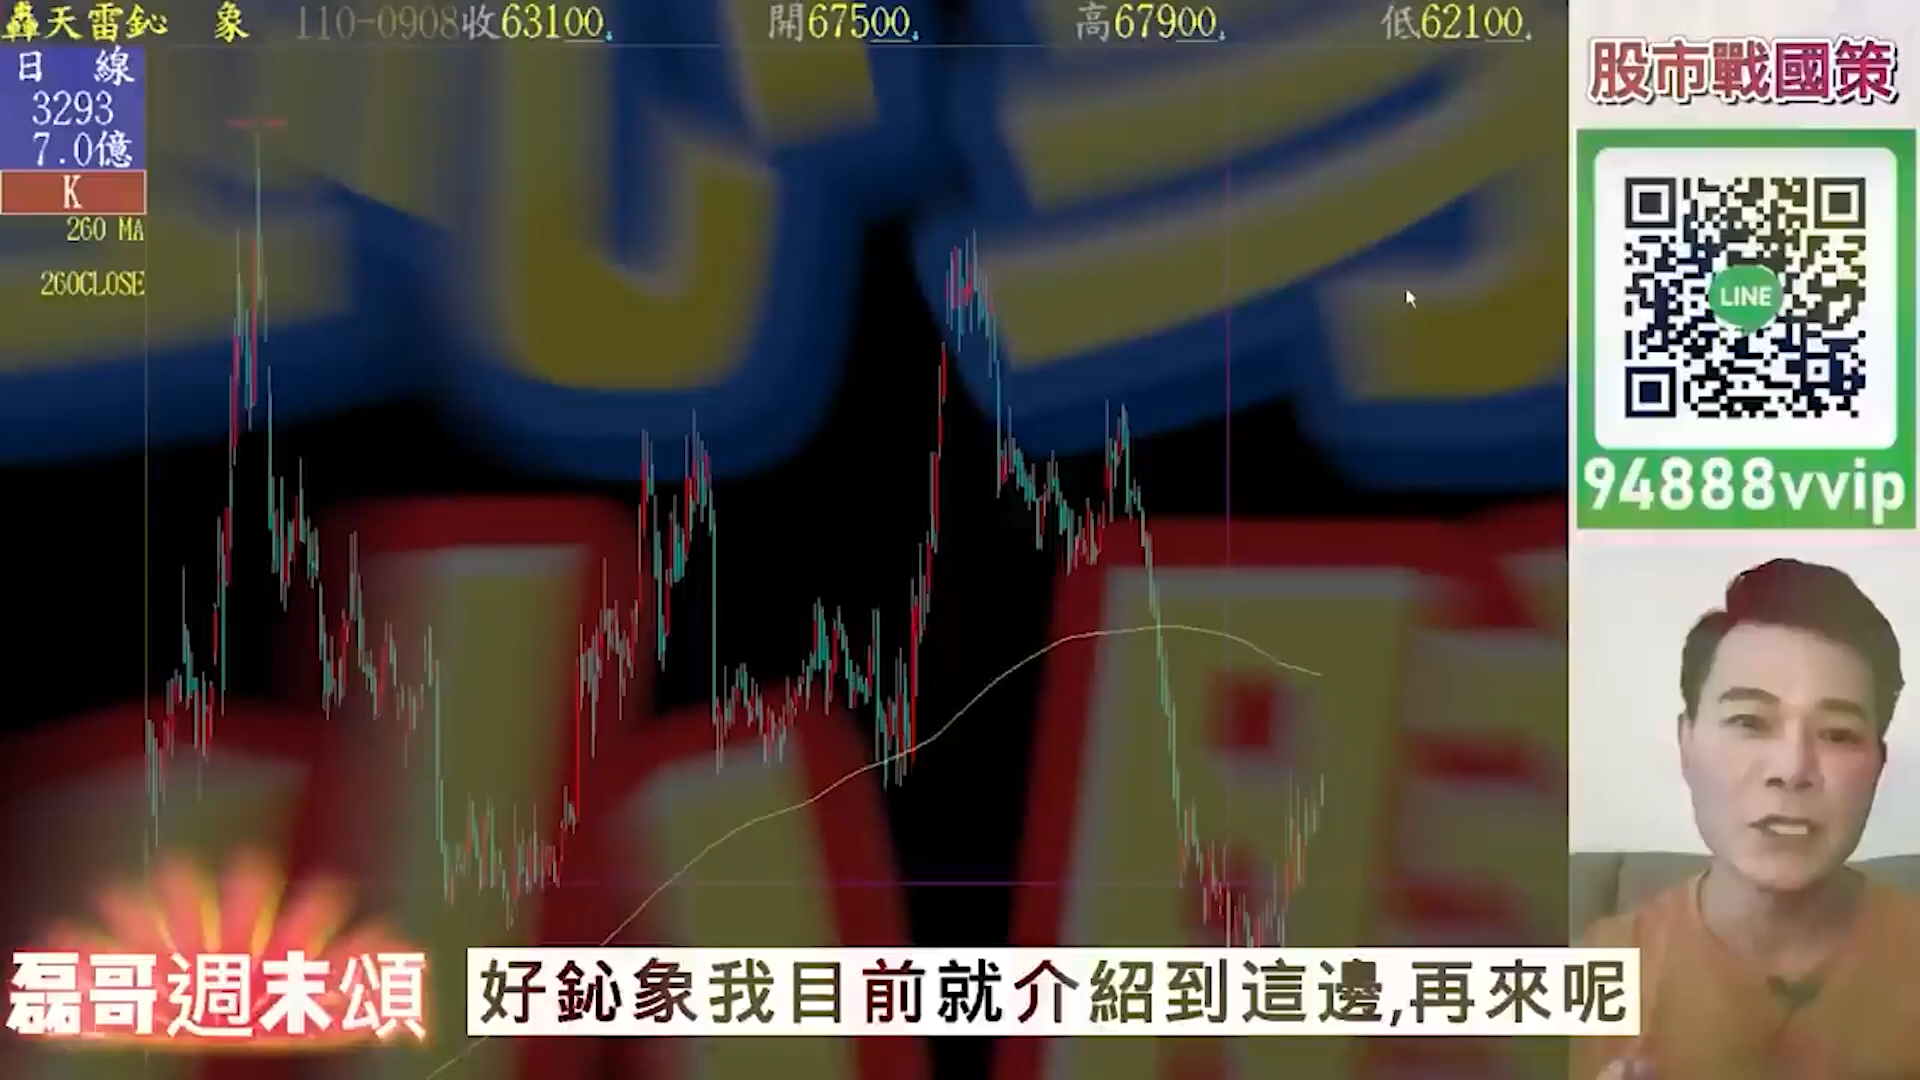 轟天雷鈊 象 110-0908收63100 開67500 高67900 低62100
日 線
3293
7.0億
K
260 MA
260CLOSE
股市戰國策
LINE
94888vvip
磊哥週末頌
好鈊象我目前就介紹到這邊,再來呢